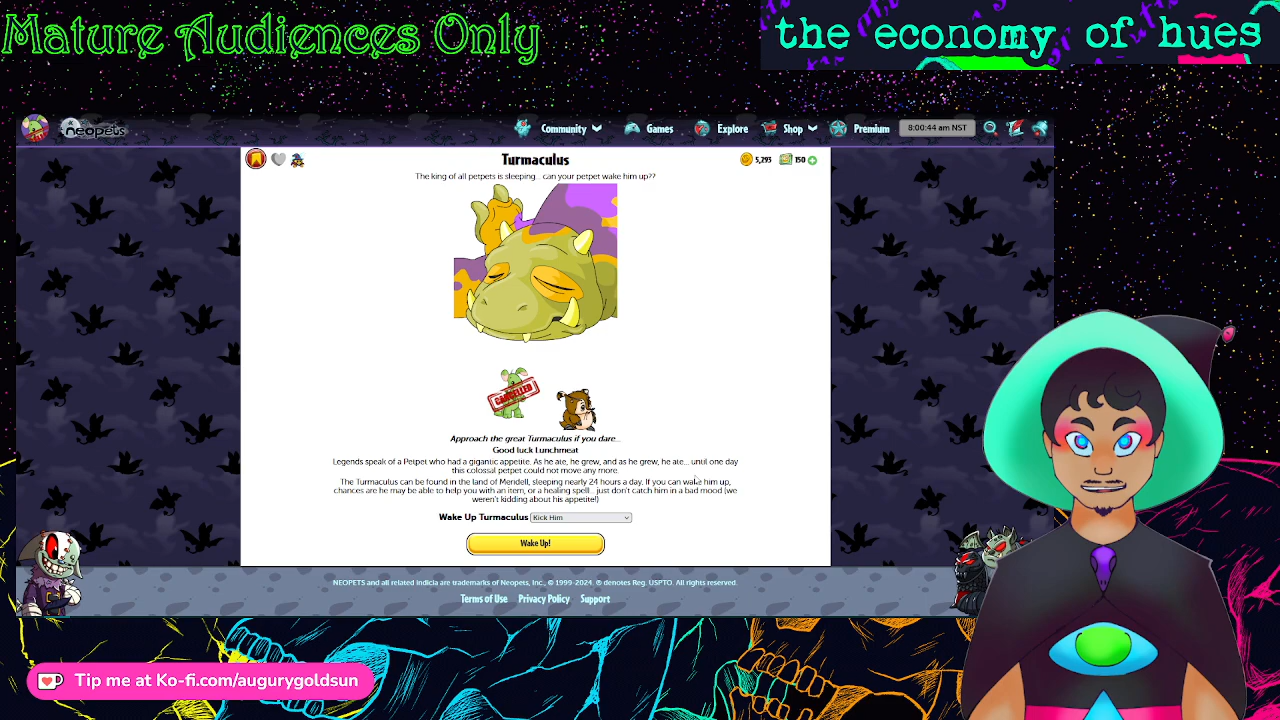 Mature Audiences Only
the economy of hues
neopets
Community
Games
Explore
Shop
Premium
8:00:44 am NST
Turmaculus
5,293
150
The king of all petpets is sleeping... can your petpet wake him up??
CANCELLED
Approach the great Turmaculus if you dare...
Good luck Lunchmeat
Legends speak of a Petpet who had a gigantic appetite. As he ate, he grew, and as he grew, he ate... until one day
this colossal petpet could not move any more.
The Turmaculus can be found in the land of Meridell, sleeping nearly 24 hours a day. If you can wake him up,
chances are he may be able to help you with an item, or a healing spell... just don't catch him in a bad mood (we
weren't kidding about his appetite!)
Wake Up Turmaculus Kick Him
Wake Up!
NEOPETS and all related indicia are trademarks of Neopets, Inc., © 1999-2024. ® denotes Reg. USPTO. All rights reserved.
Terms of Use Privacy Policy Support
Tip me at Ko-fi.com/augurygoldsun